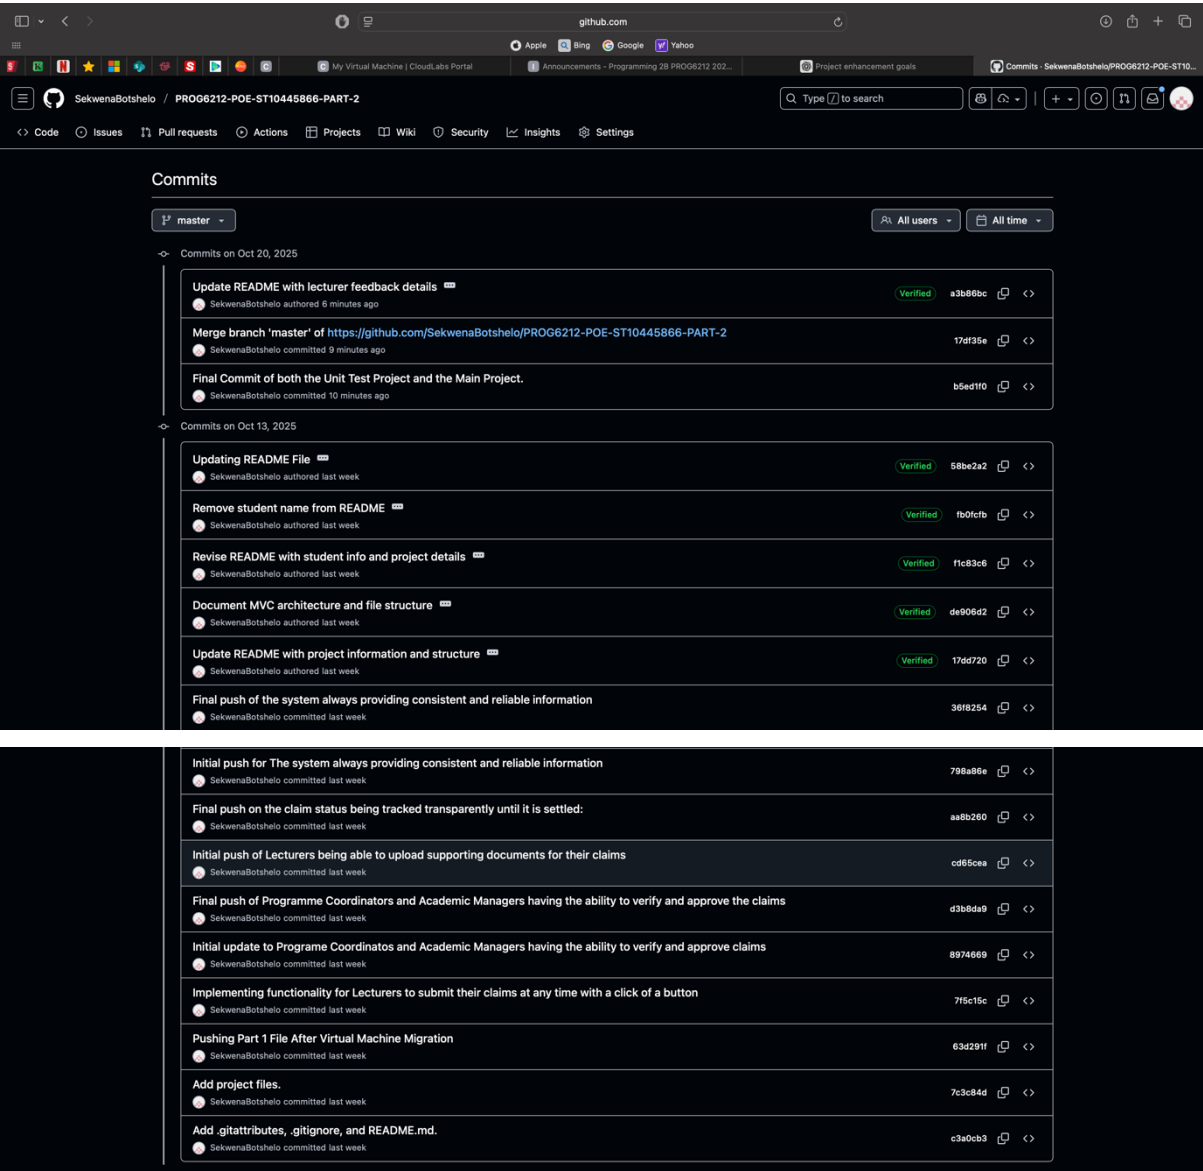 github.com
Apple Bing Google Yahoo
My Virtual Machine | CloudLabs Portal Announcements - Programming 2B PROG6212 202... Project enhancement goals Commits · SekwenaBotshelo/PROG6212-POE-ST10...
SekwenaBotshelo / PROG6212-POE-ST10445866-PART-2 Type / to search
Code Issues Pull requests Actions Projects Wiki Security Insights Settings
Commits
master All users All time
Commits on Oct 20, 2025
Update README with lecturer feedback details
SekwenaBotshelo authored 6 minutes ago
Verified a3b86bc
Merge branch 'master' of https://github.com/SekwenaBotshelo/PROG6212-POE-ST10445866-PART-2
SekwenaBotshelo committed 9 minutes ago
17df35e
Final Commit of both the Unit Test Project and the Main Project.
SekwenaBotshelo committed 10 minutes ago
b5ed1f0
Commits on Oct 13, 2025
Updating README File
SekwenaBotshelo authored last week
Verified 58be2a2
Remove student name from README
SekwenaBotshelo authored last week
Verified fb0fcfb
Revise README with student info and project details
SekwenaBotshelo authored last week
Verified f1c83c6
Document MVC architecture and file structure
SekwenaBotshelo authored last week
Verified de906d2
Update README with project information and structure
SekwenaBotshelo authored last week
Verified 17dd720
Final push of the system always providing consistent and reliable information
SekwenaBotshelo committed last week
36f8254
Initial push for The system always providing consistent and reliable information
SekwenaBotshelo committed last week
798a86e
Final push on the claim status being tracked transparently until it is settled:
SekwenaBotshelo committed last week
aa8b260
Initial push of Lecturers being able to upload supporting documents for their claims
SekwenaBotshelo committed last week
cd65cea
Final push of Programme Coordinators and Academic Managers having the ability to verify and approve the claims
SekwenaBotshelo committed last week
d3b8da9
Initial update to Programe Coordinatos and Academic Managers having the ability to verify and approve claims
SekwenaBotshelo committed last week
8974669
Implementing functionality for Lecturers to submit their claims at any time with a click of a button
SekwenaBotshelo committed last week
7f5c15c
Pushing Part 1 File After Virtual Machine Migration
SekwenaBotshelo committed last week
63d291f
Add project files.
SekwenaBotshelo committed last week
7c3c84d
Add .gitattributes, .gitignore, and README.md.
SekwenaBotshelo committed last week
c3a0cb3